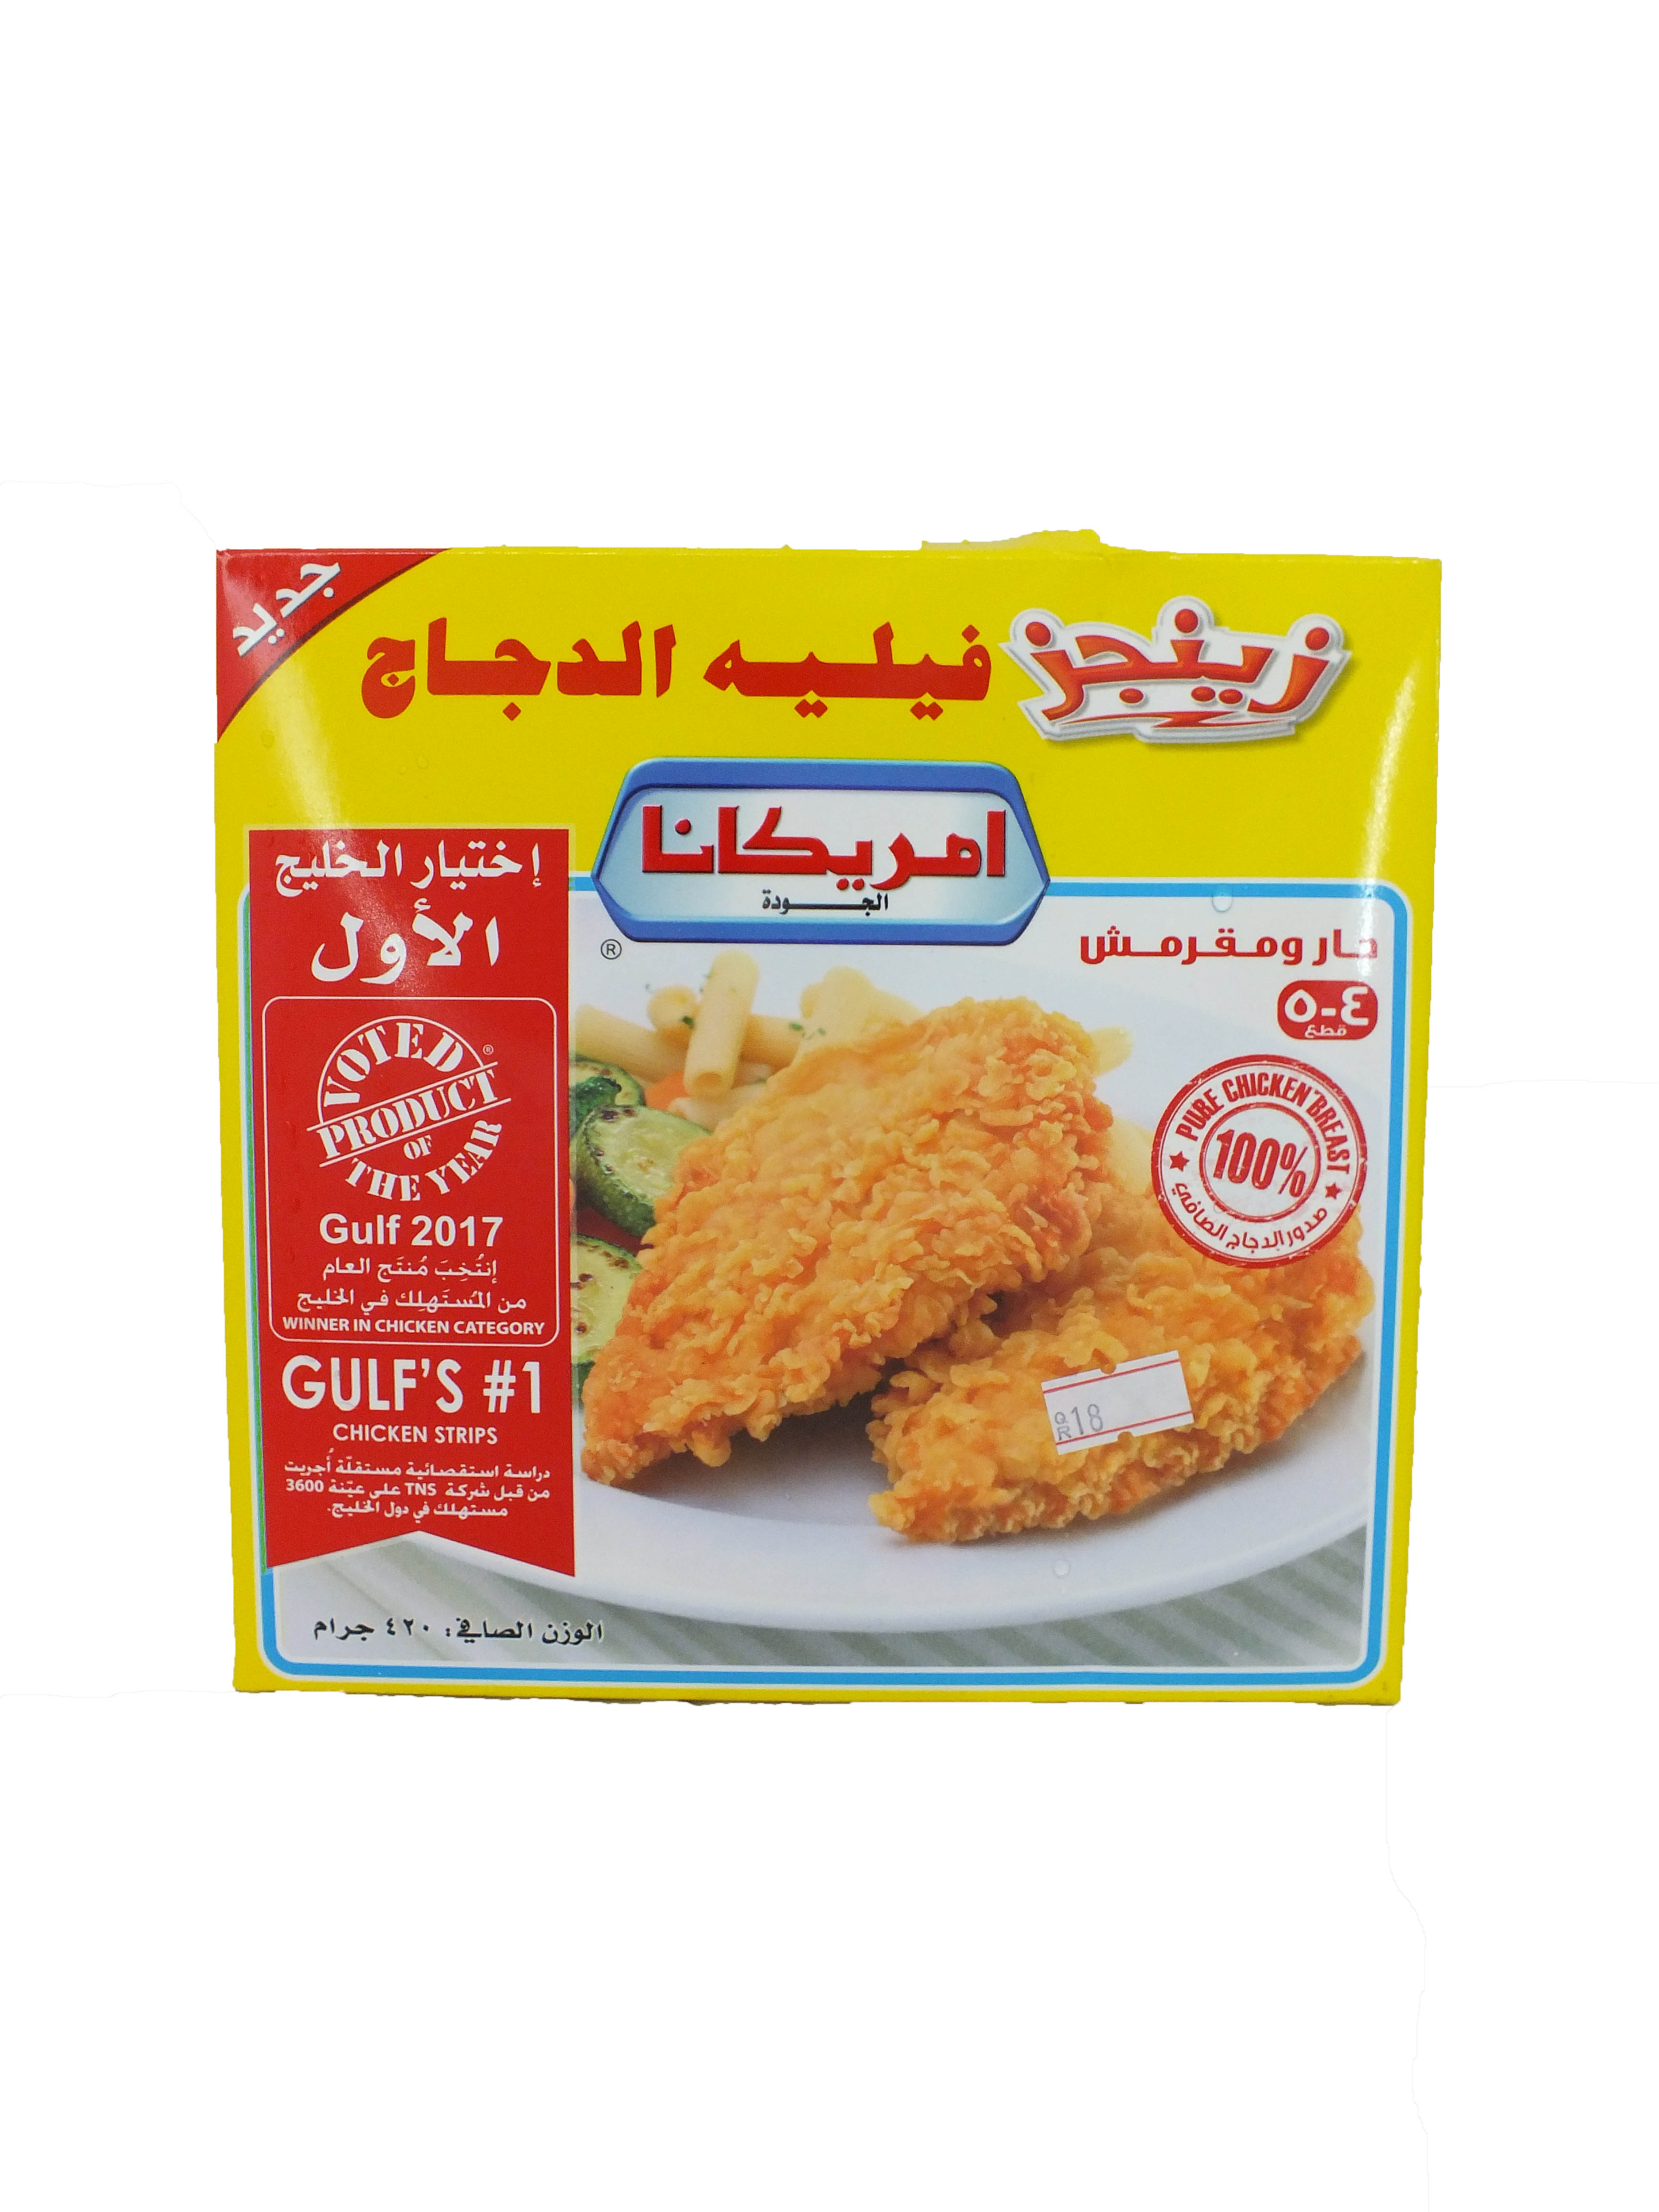 جديد
زينجز فيليه الدجاج
امريكانا
الجودة
®
حار ومقرمش
٤-٥
قطع
PURE CHICKEN BREAST
100%
صدور الدجاج الصافي
إختيار الخليج
الأول
VOTED
®
PRODUCT
OF
THE YEAR
Gulf 2017
إنتُخِبَ مُنتَج العام
من المُستَهلِك في الخليج
WINNER IN CHICKEN CATEGORY
GULF'S #1
CHICKEN STRIPS
دراسة استقصائية مستقلّة أُجريت
من قبل شركة TNS على عيّنة 3600
مستهلك في دول الخليج.
QR 18
الوزن الصافي: ٤٢٠ جرام